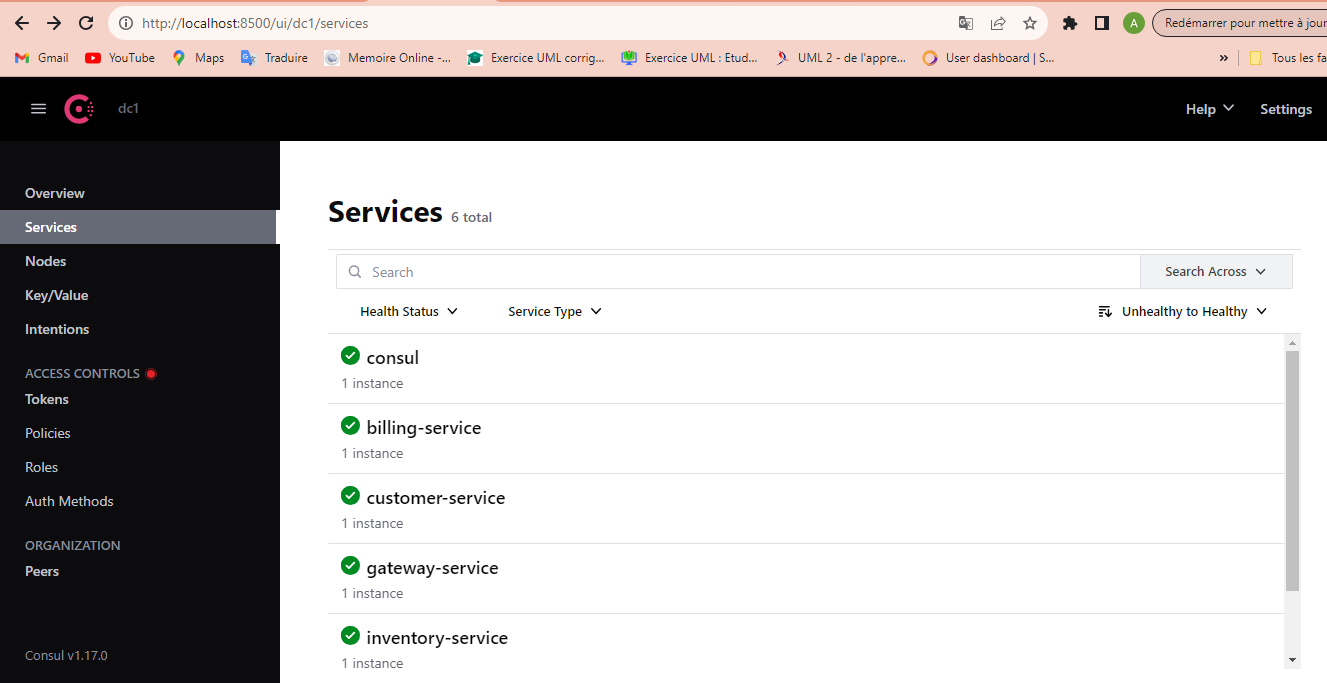 http://localhost:8500/ui/dc1/services
A
Redémarrer pour mettre à jour
Gmail YouTube Maps Traduire Memoire Online -... Exercice UML corrig... Exercice UML : Etud... UML 2 - de l'appre... User dashboard | S... » Tous les fa
dc1 Help Settings
Overview
Services
Nodes
Key/Value
Intentions
ACCESS CONTROLS
Tokens
Policies
Roles
Auth Methods
ORGANIZATION
Peers
Consul v1.17.0
Services 6 total
Search Search Across
Health Status Service Type Unhealthy to Healthy
consul
1 instance
billing-service
1 instance
customer-service
1 instance
gateway-service
1 instance
inventory-service
1 instance